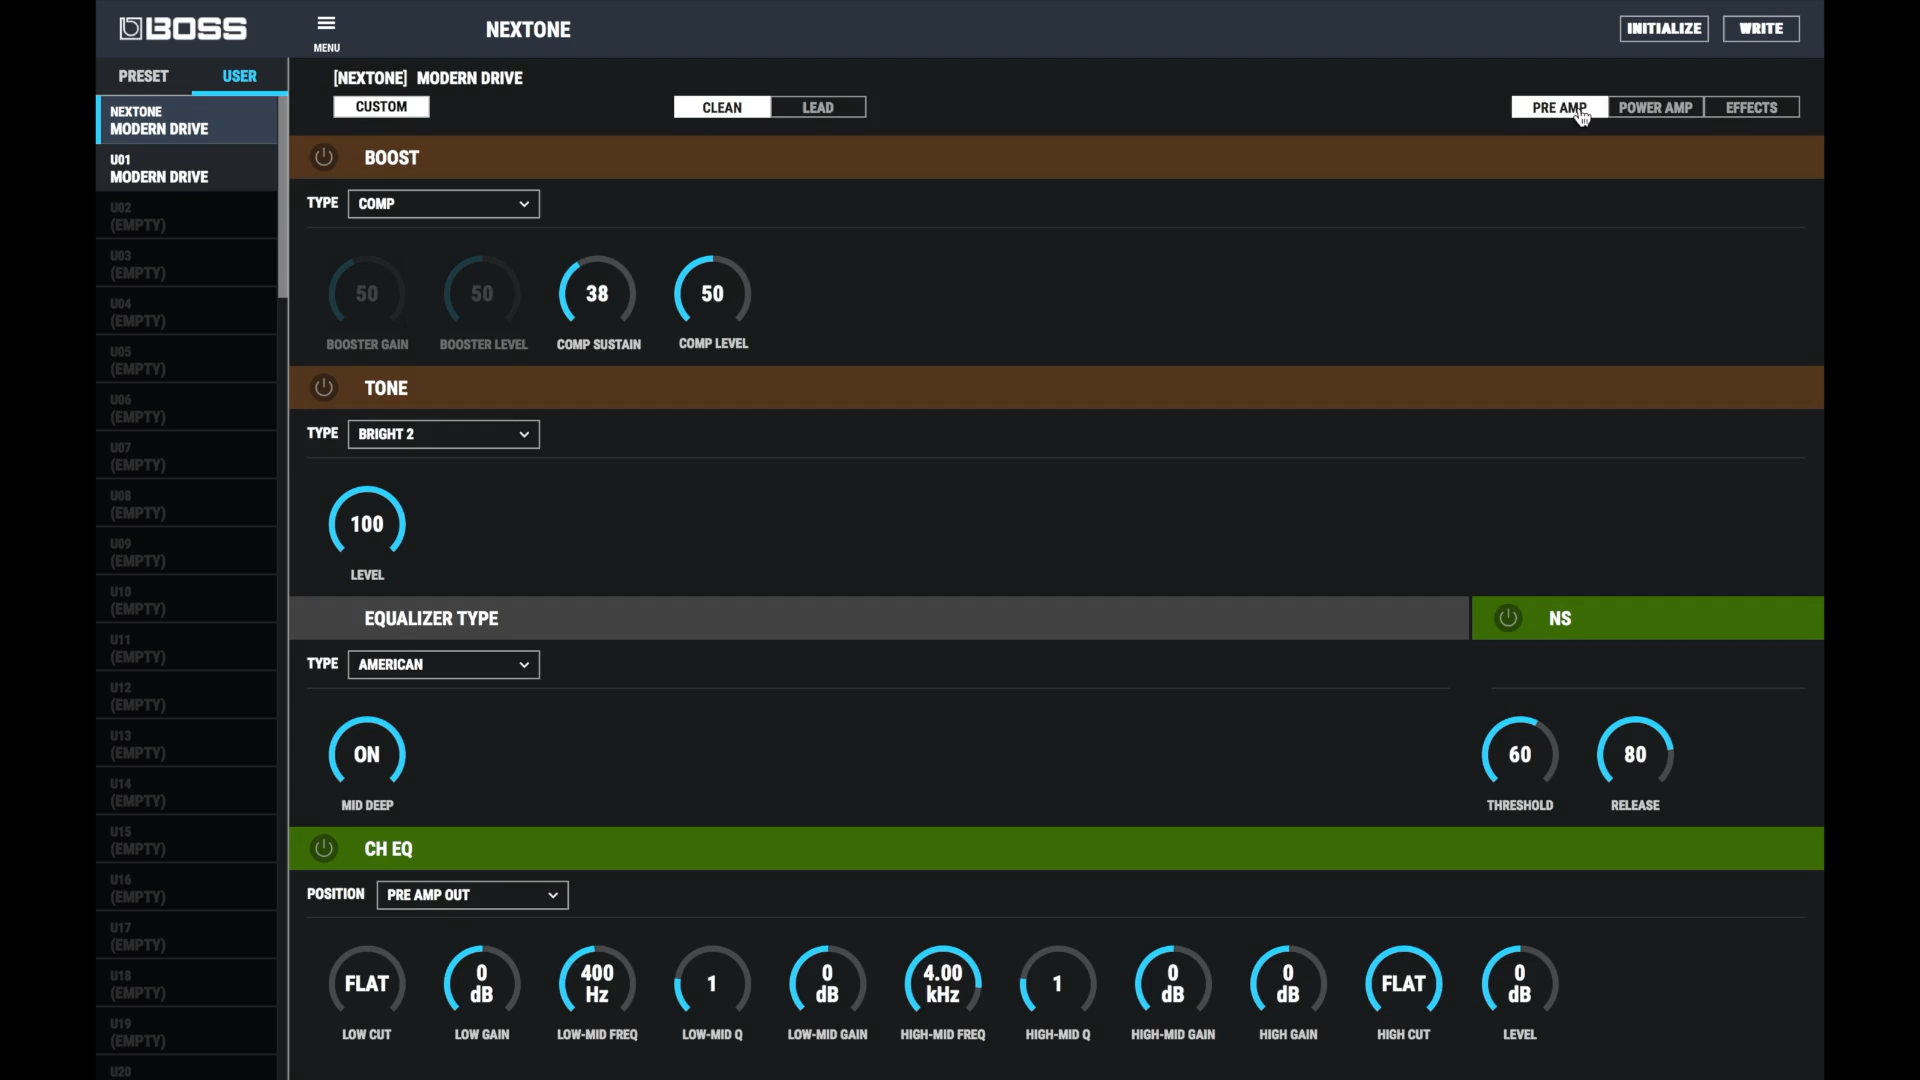 BOSS
MENU
NEXTONE
INITIALIZE
WRITE
PRESET
USER
[NEXTONE] MODERN DRIVE
CUSTOM
CLEAN
LEAD
PRE AMP
POWER AMP
EFFECTS
NEXTONE
MODERN DRIVE
U01
MODERN DRIVE
U02
(EMPTY)
U03
(EMPTY)
U04
(EMPTY)
U05
(EMPTY)
U06
(EMPTY)
U07
(EMPTY)
U08
(EMPTY)
U09
(EMPTY)
U10
(EMPTY)
U11
(EMPTY)
U12
(EMPTY)
U13
(EMPTY)
U14
(EMPTY)
U15
(EMPTY)
U16
(EMPTY)
U17
(EMPTY)
U18
(EMPTY)
U19
(EMPTY)
U20
BOOST
TYPE COMP
50 50 38 50
BOOSTER GAIN BOOSTER LEVEL COMP SUSTAIN COMP LEVEL
TONE
TYPE BRIGHT 2
100
LEVEL
EQUALIZER TYPE
TYPE AMERICAN
ON
MID DEEP
NS
60 80
THRESHOLD RELEASE
CH EQ
POSITION PRE AMP OUT
FLAT 0 dB 400 Hz 1 0 dB 4.00 kHz 1 0 dB 0 dB FLAT 0 dB
LOW CUT LOW GAIN LOW-MID FREQ LOW-MID Q LOW-MID GAIN HIGH-MID FREQ HIGH-MID Q HIGH-MID GAIN HIGH GAIN HIGH CUT LEVEL